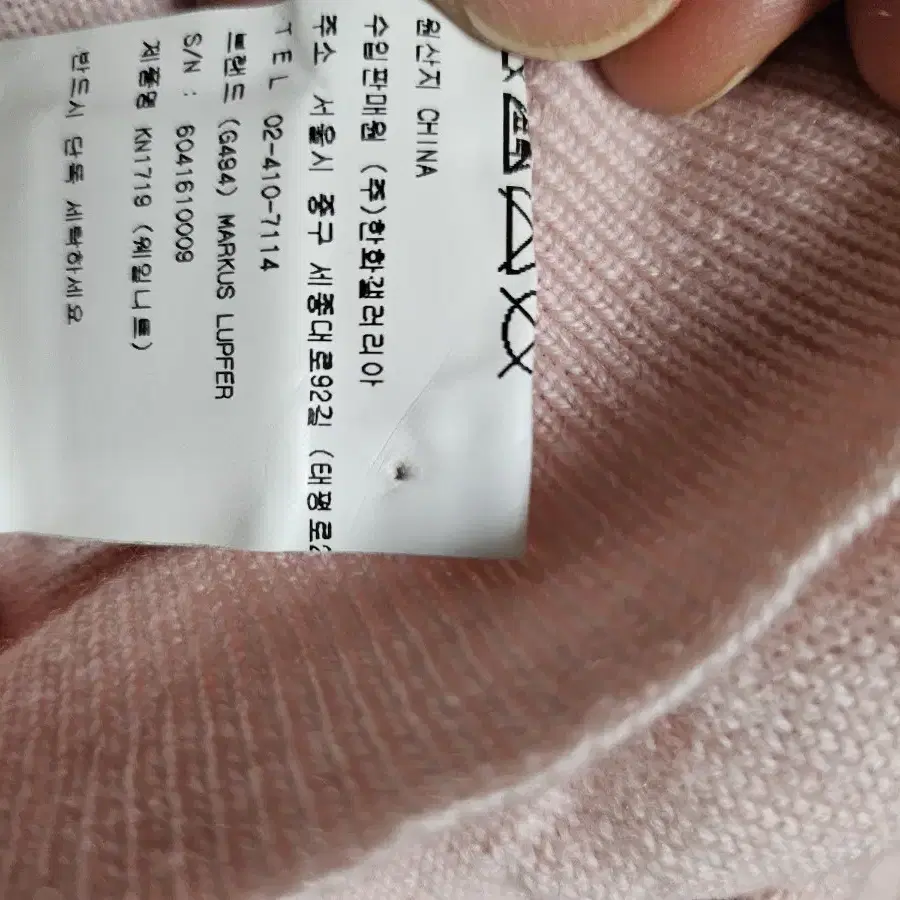 원산지 CHINA
수입판매원 (주)한화갤러리아
주소 서울시 중구 세종대로92길 (태평로2
TEL 02-410-7114
브랜드 (G494) MARKUS LUPFER
S/N : 6041610009
제품명 KN1719 (웨일니트)
반드시 단독 세탁하세요